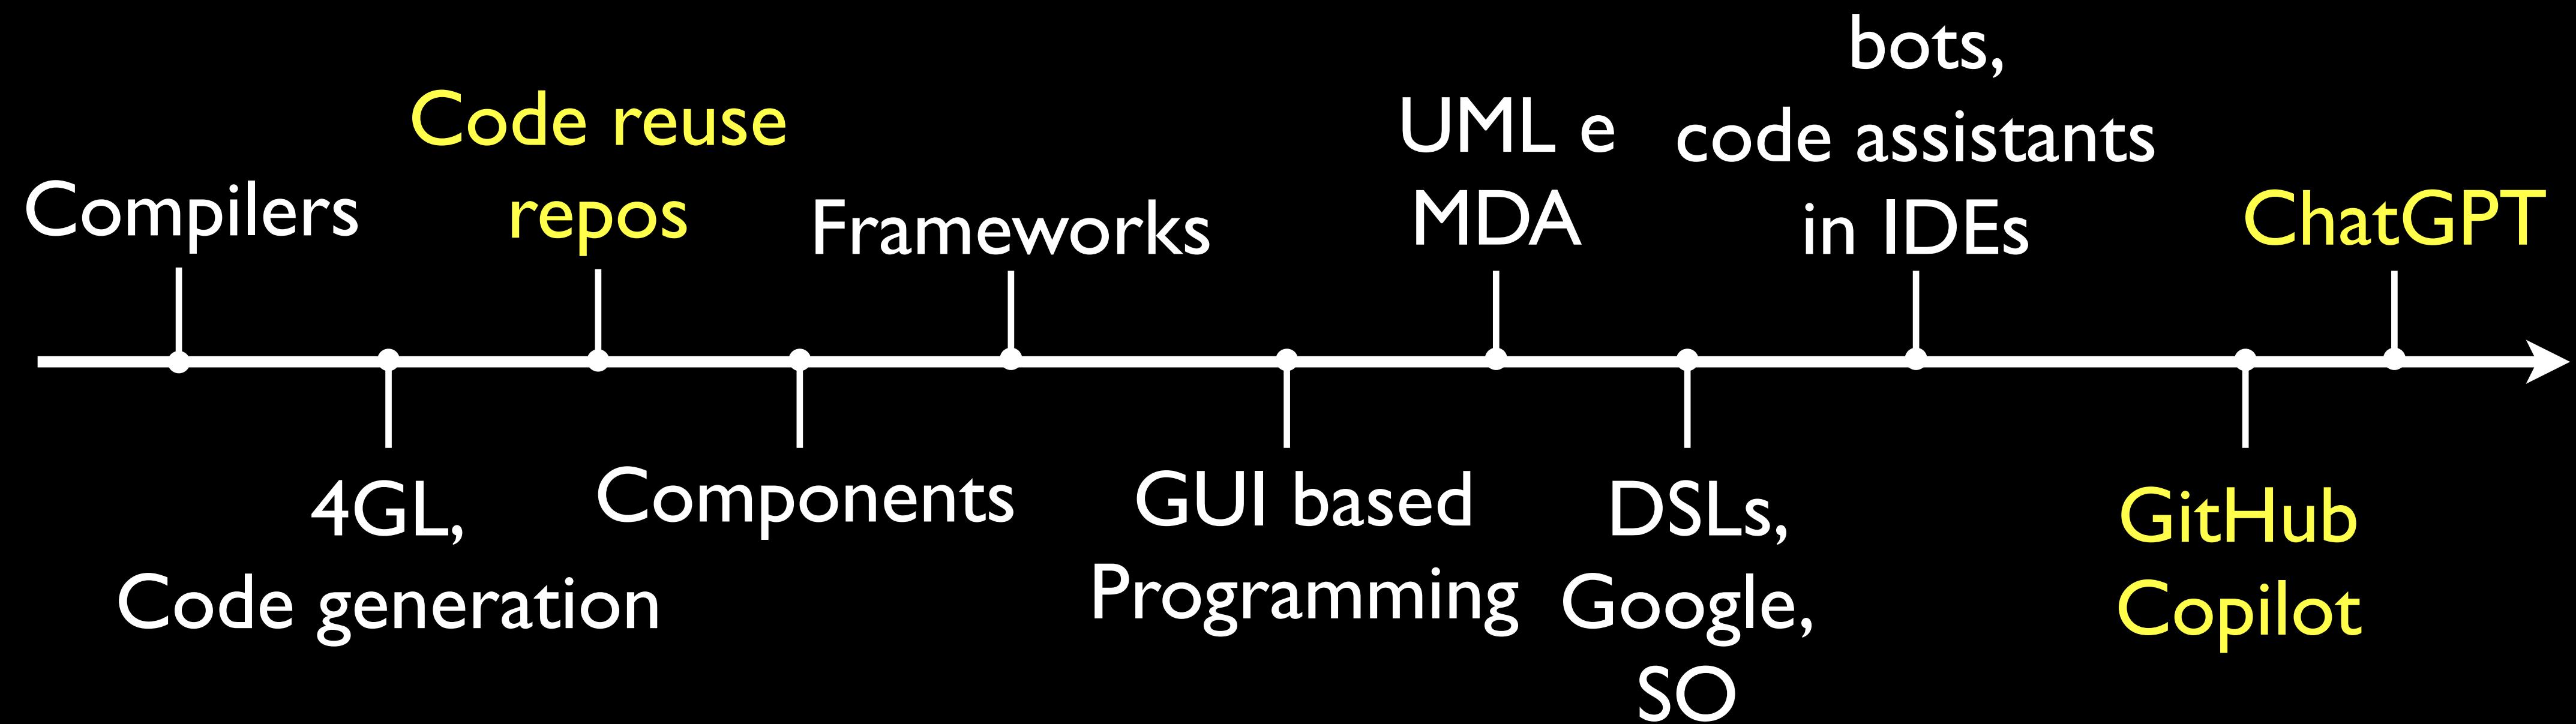 Compilers
4GL,
Code generation
Code reuse
repos
Components
Frameworks
GUI based
Programming
UML e
MDA
DSLs,
Google,
SO
bots,
code assistants
in IDEs
GitHub
Copilot
ChatGPT